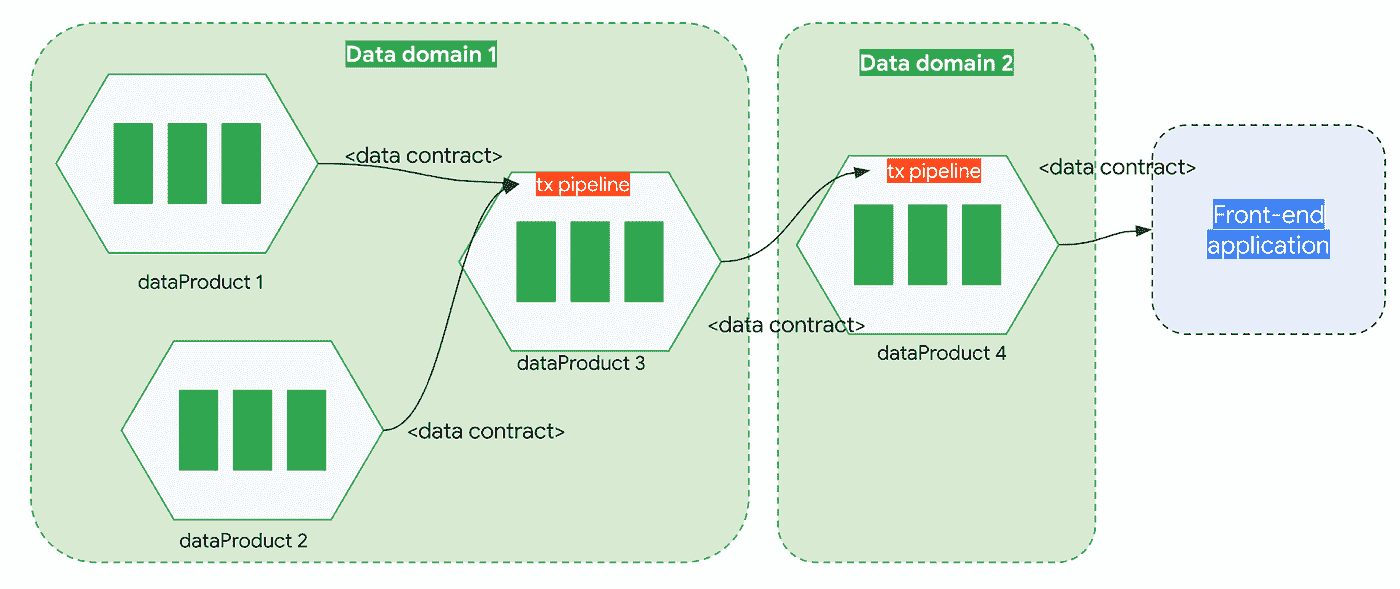 Data domain 1
Data domain 2
<data contract>
tx pipeline
tx pipeline
<data contract>
Front-end
application
dataProduct 1
<data contract>
dataProduct 3
dataProduct 4
<data contract>
dataProduct 2